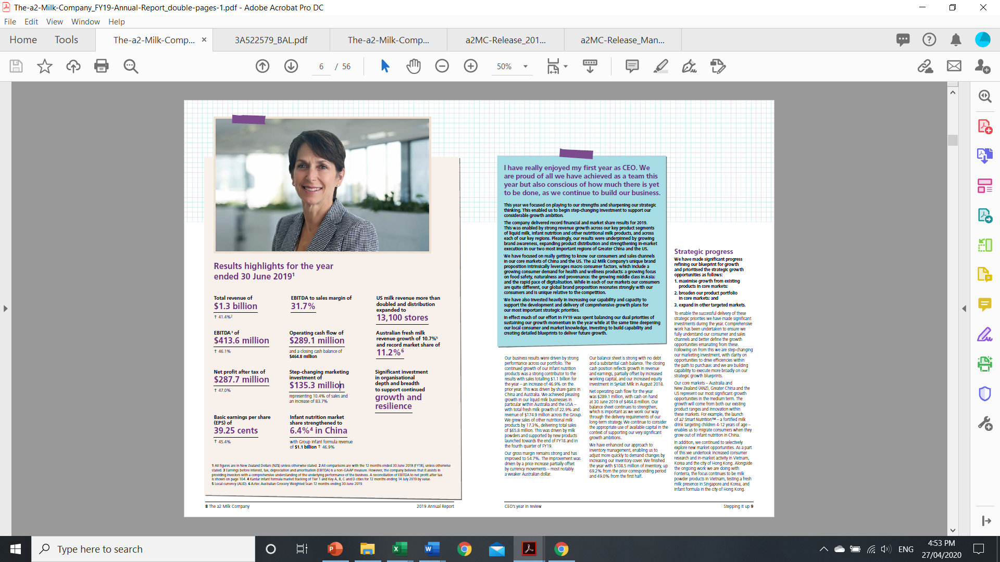 The-a2-Milk-Company_FY19-Annual-Report_double-pages-1.pdf - Adobe Acrobat Pro DC
File Edit View Window Help
Home Tools The-a2-Milk-Comp... × 3A522579_BAL.pdf The-a2-Milk-Comp... a2MC-Release_201... a2MC-Release_Man...
6 / 56 50%
Results highlights for the year
ended 30 June 2019¹
Total revenue of
$1.3 billion
↑ 41.4%²
EBITDA³ of
$413.6 million
↑ 46.1%
Net profit after tax of
$287.7 million
↑ 47.0%
Basic earnings per share
(EPS) of
39.25 cents
↑ 45.4%
EBITDA to sales margin of
31.7%
Operating cash flow of
$289.1 million
and a closing cash balance of
$464.8 million
Step-changing marketing
investment of
$135.3 million
representing 10.4% of sales and
an increase of 83.7%
Infant nutrition market
share strengthened to
6.4%⁴ in China
with Group infant formula revenue
of $1.1 billion ↑ 46.9%
US milk revenue more than
doubled and distribution
expanded to
13,100 stores
Australian fresh milk
revenue growth of 10.7%⁵
and record market share of
11.2%⁶
Significant investment
in organisational
depth and breadth
to support continued
growth and
resilience
1 All figures are in New Zealand Dollars (NZ$) unless otherwise stated. 2 All comparisons are with the 12 months ended 30 June 2018 (FY18), unless otherwise
stated. 3 Earnings before interest, tax, depreciation and amortisation (EBITDA) is a non-GAAP measure. However, the company believes that it assists in
providing investors with a comprehensive understanding of the underlying performance of the business. A reconciliation of EBITDA to net profit after tax
is shown on page 104. 4 Kantar infant formula market tracking of Tier 1 and Key A, B, C and D cities for 12 months ending 14 July 2019 by value.
5 Local currency (AUD). 6 Aztec Australian Grocery Weighted Scan 12 months ending 30 June 2019.
8 The a2 Milk Company 2019 Annual Report
I have really enjoyed my first year as CEO. We
are proud of all we have achieved as a team this
year but also conscious of how much there is yet
to be done, as we continue to build our business.
This year we focused on playing to our strengths and sharpening our strategic
thinking. This enabled us to begin step-changing investment to support our
considerable growth ambition.
The company delivered record financial and market share results for 2019.
This was enabled by strong revenue growth across our key product segments
of liquid milk, infant nutrition and other nutritional milk products, and across
each of our key regions. Pleasingly, our results were underpinned by growing
brand awareness, expanding product distribution and strengthening in-market
execution in our two most important regions of Greater China and the US.
We have focused on really getting to know our consumers and sales channels
in our core markets of China and the US. The a2 Milk Company's unique brand
proposition intrinsically leverages macro consumer factors, which include a
growing consumer demand for health and wellness products; a growing focus
on food safety, naturalness and provenance; the growing middle class in Asia;
and the rapid pace of digitalisation. While in each of our markets our consumers
are quite different, our global brand proposition resonates strongly with our
consumers and is unique relative to the competition.
We have also invested heavily in increasing our capability and capacity to
support the development and delivery of comprehensive growth plans for
our most important strategic priorities.
In effect much of our effort in FY19 was spent balancing our dual priorities of
sustaining our growth momentum in the year while at the same time deepening
our local consumer and market knowledge, investing to build capability and
creating detailed blueprints to deliver future growth.
Our business results were driven by strong
performance across our portfolio. The
continued growth of our infant nutrition
products was a strong contributor to the
results with sales totalling $1.1 billion for
the year – an increase of 46.9% on the
prior year. This was driven by share gains in
China and Australia. We achieved pleasing
growth in our liquid milk businesses in
particular within Australia and the USA –
with total fresh milk growth of 22.9% and
revenue of $174.9 million across the Group.
We grew sales of other nutritional milk
products by 17.3%, delivering total sales
of $65.8 million. This was driven by milk
powders and supported by new products
launched towards the end of FY18 and in
the fourth quarter of FY19.
Our gross margin remains strong and has
improved to 54.7%. The improvement was
driven by a price increase partially offset
by currency movements – most notably
a weaker Australian dollar.
Our balance sheet is strong with no debt
and a substantial cash balance. The closing
cash position reflects growth in revenue
and earnings, partially offset by increased
working capital, and our increased equity
investment in Synlait Milk in August 2018.
Net operating cash flow for the year
was $289.1 million, with cash on hand
at 30 June 2019 of $464.8 million. Our
balance sheet continues to strengthen,
which is important as we work our way
through the delivery requirements of our
long-term strategy. We continue to consider
the appropriate use of available capital in the
context of supporting our very significant
growth ambitions.
We have enhanced our approach to
inventory management, enabling us to
adjust more quickly to demand changes by
increasing our inventory cover. We finished
the year with $108.5 million of inventory, up
69.2% from the prior corresponding period
and 49.0% from the first half.
Strategic progress
We have made significant progress
refining our blueprint for growth
and prioritised the strategic growth
opportunities as follows:
1. maximise growth from existing
products in core markets;
2. broaden our product portfolio
in core markets; and
3. expand in other targeted markets.
To enable the successful delivery of these
strategic priorities we have made significant
investments during the year. Comprehensive
work has been undertaken to ensure we
fully understand our consumer and sales
channels and better define the growth
opportunities emanating from these.
Following on from this we are step-changing
our marketing investment, with clarity on
opportunities to drive efficiencies within
the path to purchase; and we are building
capability to execute more broadly on our
strategic growth blueprints.
Our core markets – Australia and
New Zealand (ANZ), Greater China and the
US represent our most significant growth
opportunities in the medium term. The
growth will come from both our existing
product ranges and innovation within
these markets. For example, the launch
of a2 Smart Nutrition™ – a fortified milk
drink targeting children 4-12 years of age –
enables us to migrate consumers when they
grow out of infant nutrition in China.
In addition, we continued to selectively
explore new market opportunities. As a part
of this we undertook increased consumer
research and in-market activity in Vietnam,
Korea and the city of Hong Kong. Alongside
the ongoing work we are doing with
Fonterra, the focus continues to be milk
powder products in Vietnam, testing a fresh
milk presence in Singapore and Korea, and
infant formula in the city of Hong Kong.
CEO's year in review Stepping it up 9
Type here to search
ENG
4:53 PM
27/04/2020